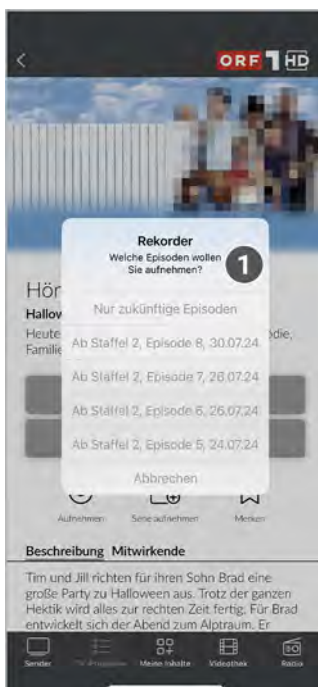 ORF 1 HD
Rekorder
Welche Episoden wollen
Sie aufnehmen?
1
Hör
Hallow
Nur zukünftige Episoden
Heute
ödie,
Familie
Ab Staffel 2, Episode 8, 30.07.24
Ab Staffel 2, Episode 7, 26.07.24
Ab Staffel 2, Episode 6, 26.07.24
Ab Staffel 2, Episode 5, 24.07.24
Abbrechen
Aufnehmen Serie aufnehmen Merken
Beschreibung Mitwirkende
Tim und Jill richten für ihren Sohn Brad eine
große Party zu Halloween aus. Trotz der ganzen
Hektik wird alles zur rechten Zeit fertig. Für Brad
entwickelt sich der Abend zum Alptraum. Er
Sender Meine Inhalte Videothek Radio